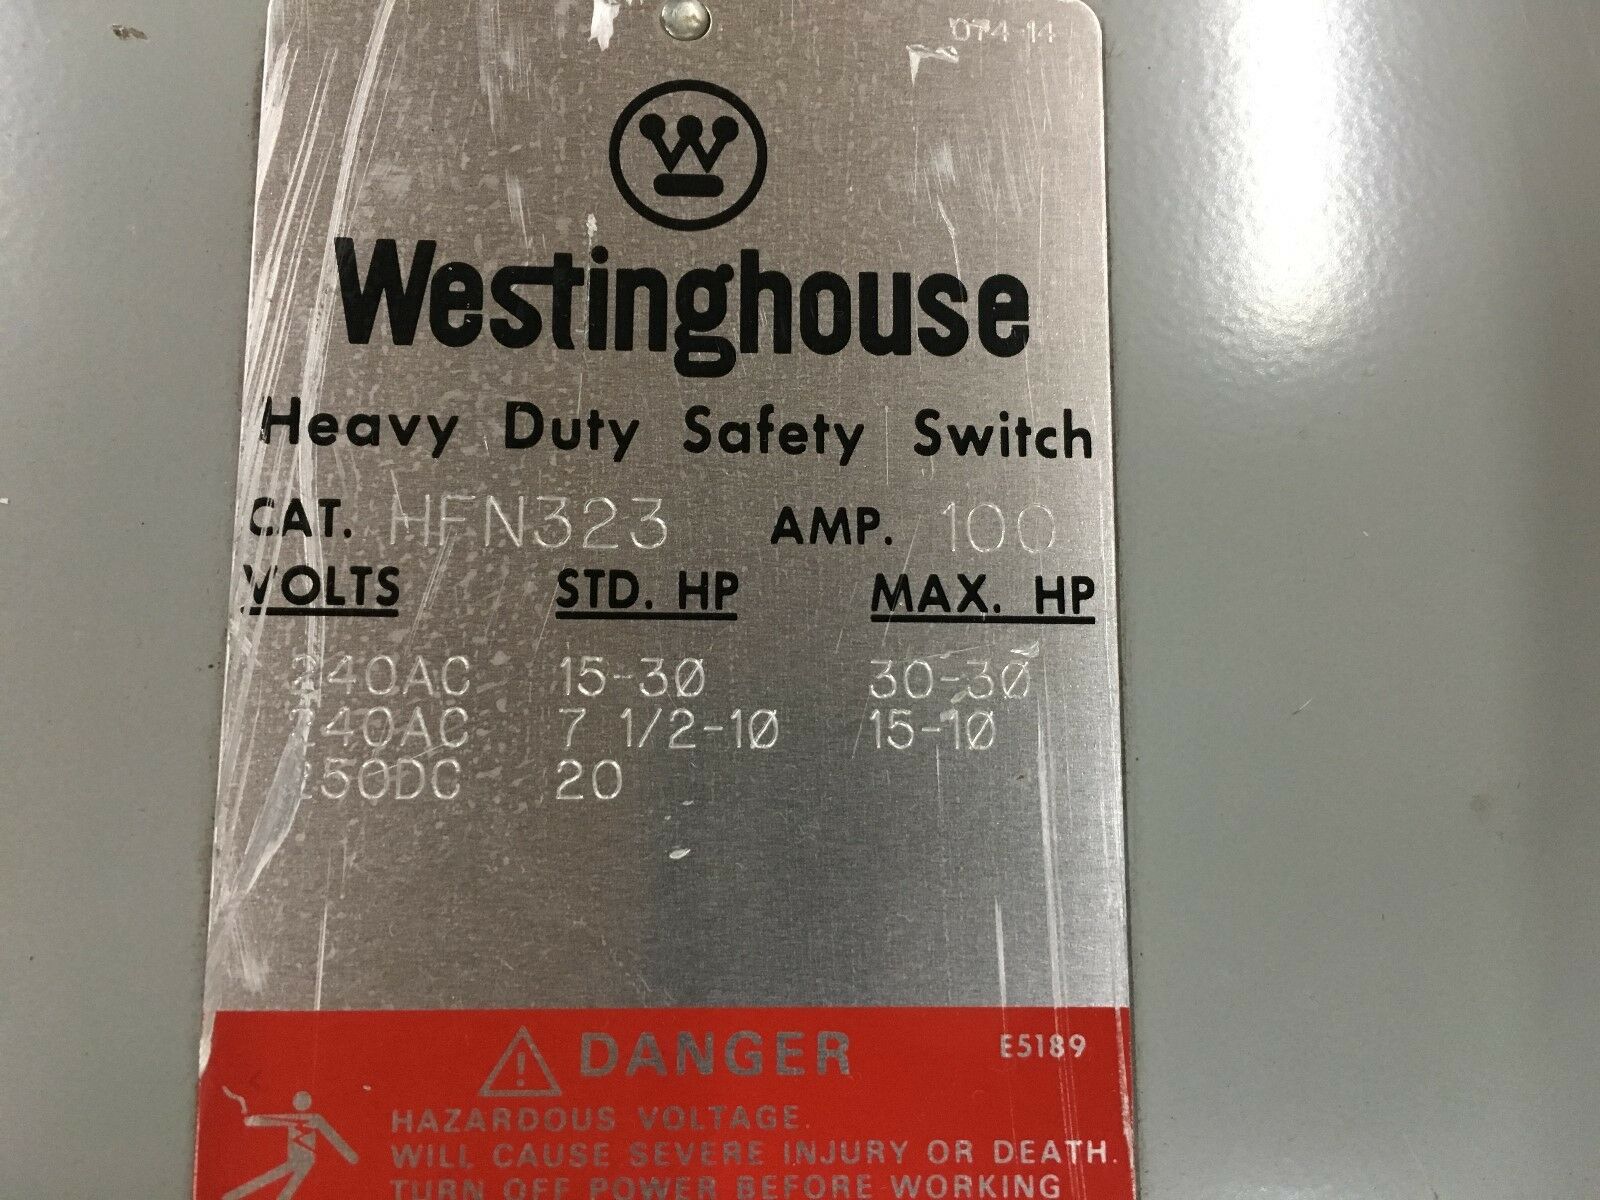 074-14
W
Westinghouse
Heavy Duty Safety Switch
CAT. HFN323 AMP. 100
VOLTS STD. HP MAX. HP
240AC 15-3Ø 30-3Ø
240AC 7 1/2-1Ø 15-1Ø
250DC 20
DANGER E5189
HAZARDOUS VOLTAGE.
WILL CAUSE SEVERE INJURY OR DEATH.
TURN OFF POWER BEFORE WORKING